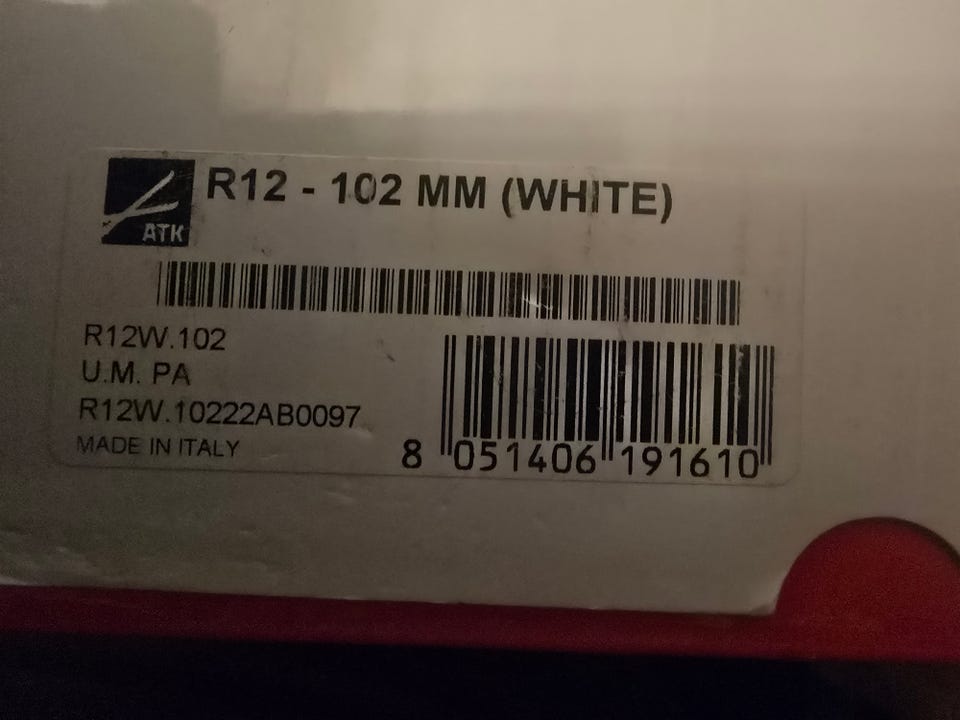 R12 - 102 MM (WHITE)
ATK
R12W.102
U.M. PA
R12W.10222AB0097
MADE IN ITALY
8 051406 191610